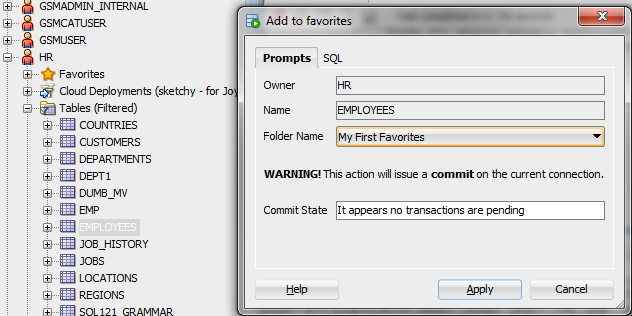 GSMADMIN_INTERNAL
GSMCATUSER
GSMUSER
HR
Favorites
Cloud Deployments (sketchy - for Joy
Tables (Filtered)
COUNTRIES
CUSTOMERS
DEPARTMENTS
DEPT1
DUMB_MV
EMP
EMPLOYEES
JOB_HISTORY
JOBS
LOCATIONS
REGIONS
SQL121_GRAMMAR
Add to favorites
Prompts SQL
Owner HR
Name EMPLOYEES
Folder Name My First Favorites
WARNING! This action will issue a commit on the current connection.
Commit State It appears no transactions are pending
Help Apply Cancel